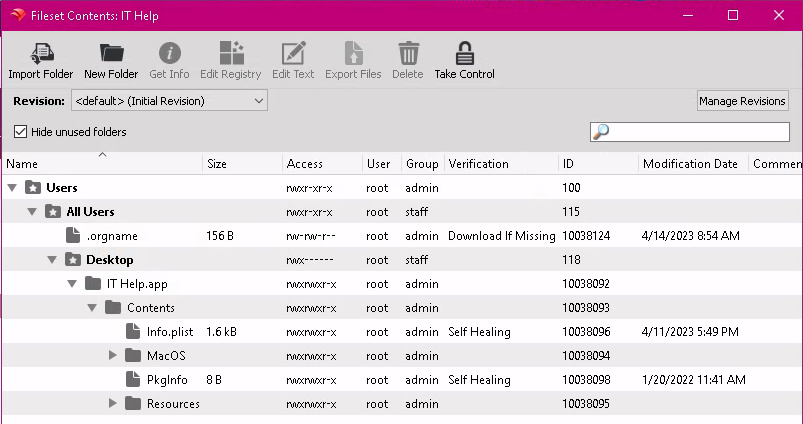 Fileset Contents: IT Help
Import Folder New Folder Get Info Edit Registry Edit Text Export Files Delete Take Control
Revision: <default> (Initial Revision) Manage Revisions
Hide unused folders
Name Size Access User Group Verification ID Modification Date Commen
Users rwxr-xr-x root admin 100
All Users rwxr-xr-x root staff 115
.orgname 156 B rw-rw-r-- root admin Download If Missing 10038124 4/14/2023 8:54 AM
Desktop rwx------ root staff 118
IT Help.app rwxrwxr-x root admin 10038092
Contents rwxrwxr-x root admin 10038093
Info.plist 1.6 kB rwxrwxr-x root admin Self Healing 10038096 4/11/2023 5:49 PM
MacOS rwxrwxr-x root admin 10038094
PkgInfo 8 B rwxrwxr-x root admin Self Healing 10038098 1/20/2022 11:41 AM
Resources rwxrwxr-x root admin 10038095